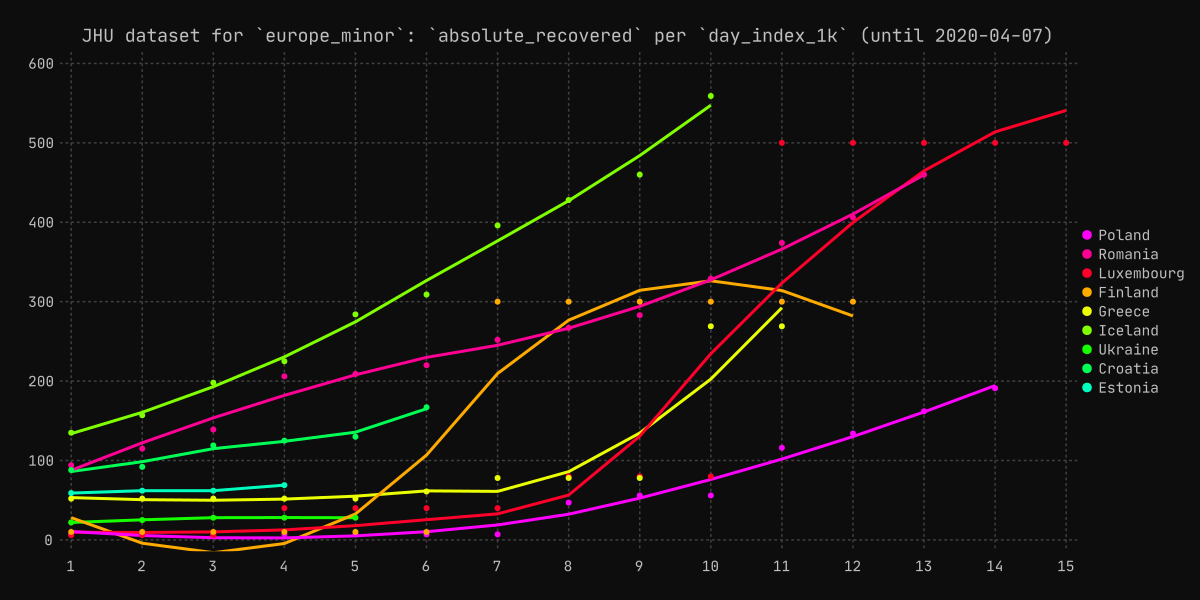 JHU dataset for `europe_minor`: `absolute_recovered` per `day_index_1k` (until 2020-04-07)
600
500
400
300
200
100
0
1 2 3 4 5 6 7 8 9 10 11 12 13 14 15
Poland
Romania
Luxembourg
Finland
Greece
Iceland
Ukraine
Croatia
Estonia